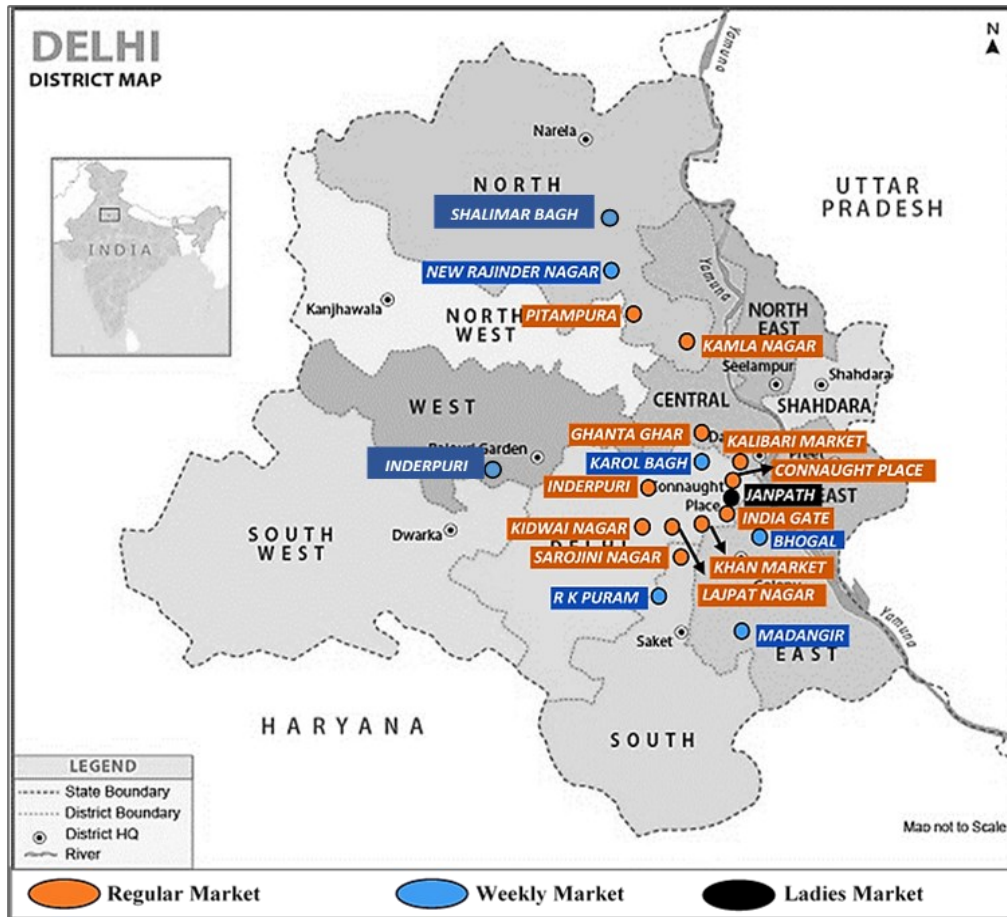 DELHI
DISTRICT MAP
N
Yamuna
Narela
NORTH
UTTAR
PRADESH
SHALIMAR BAGH
INDIA
NEW RAJINDER NAGAR
Yamuna
Kanjhawala
NORTH
WEST
PITAMPURA
NORTH
EAST
KAMLA NAGAR
Seelampur
Shahdara
SHAHDARA
WEST
CENTRAL
GHANTA GHAR
KALIBARI MARKET
Garden
INDERPURI
KAROL BAGH
CONNAUGHT PLACE
INDERPURI
Connaught
Place
JANPATH
EAST
SOUTH
WEST
Dwarka
KIDWAI NAGAR
INDIA GATE
BHOGAL
SAROJINI NAGAR
KHAN MARKET
LAJPAT NAGAR
R K PURAM
Yamuna
Saket
MADANGIR
EAST
HARYANA
SOUTH
LEGEND
State Boundary
District Boundary
District HQ
River
Map not to Scale
Regular Market
Weekly Market
Ladies Market